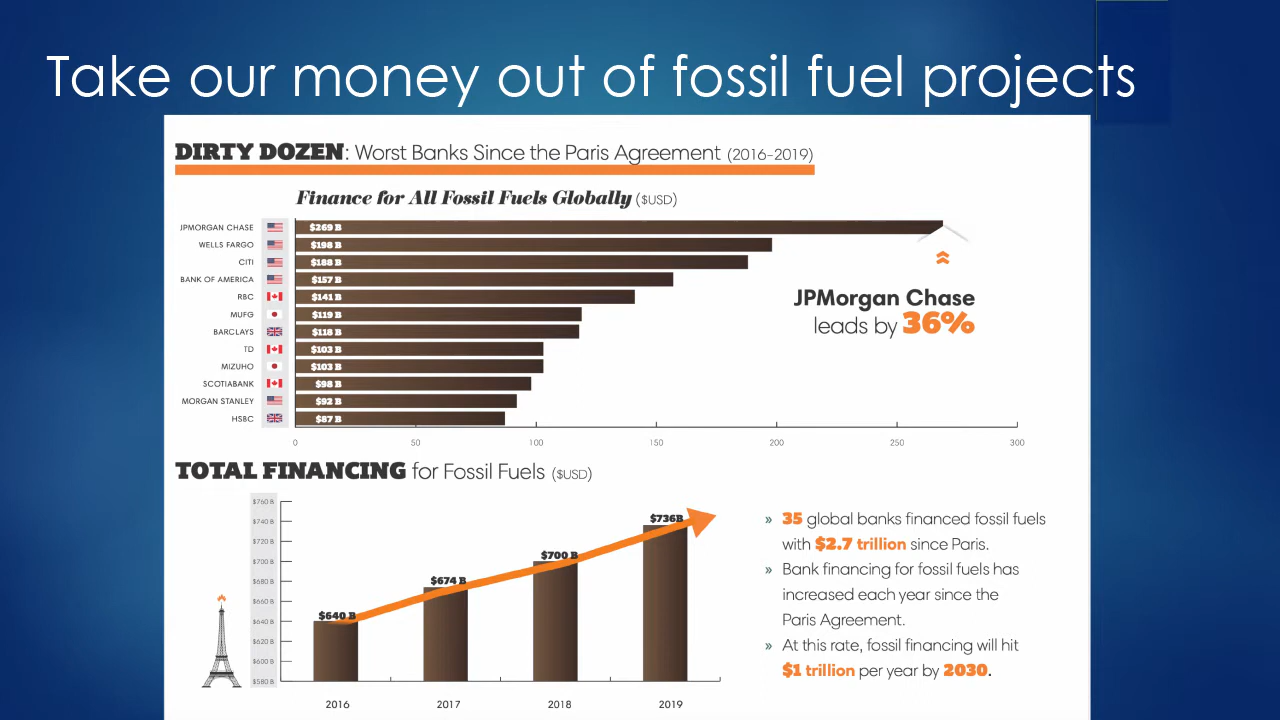 Take our money out of fossil fuel projects
DIRTY DOZEN: Worst Banks Since the Paris Agreement (2016-2019)
Finance for All Fossil Fuels Globally ($USD)
JPMORGAN CHASE $269 B
WELLS FARGO $198 B
CITI $188 B
BANK OF AMERICA $157 B
RBC $141 B
MUFG $119 B
BARCLAYS $118 B
TD $103 B
MIZUHO $103 B
SCOTIABANK $98 B
MORGAN STANLEY $92 B
HSBC $87 B
0 50 100 150 200 250 300
JPMorgan Chase
leads by 36%
TOTAL FINANCING for Fossil Fuels ($USD)
$760 B
$740 B
$720 B
$700 B
$680 B
$660 B
$640 B
$620 B
$600 B
$580 B
$640 B
$674 B
$700 B
$736B
2016 2017 2018 2019
» 35 global banks financed fossil fuels
with $2.7 trillion since Paris.
» Bank financing for fossil fuels has
increased each year since the
Paris Agreement.
» At this rate, fossil financing will hit
$1 trillion per year by 2030.